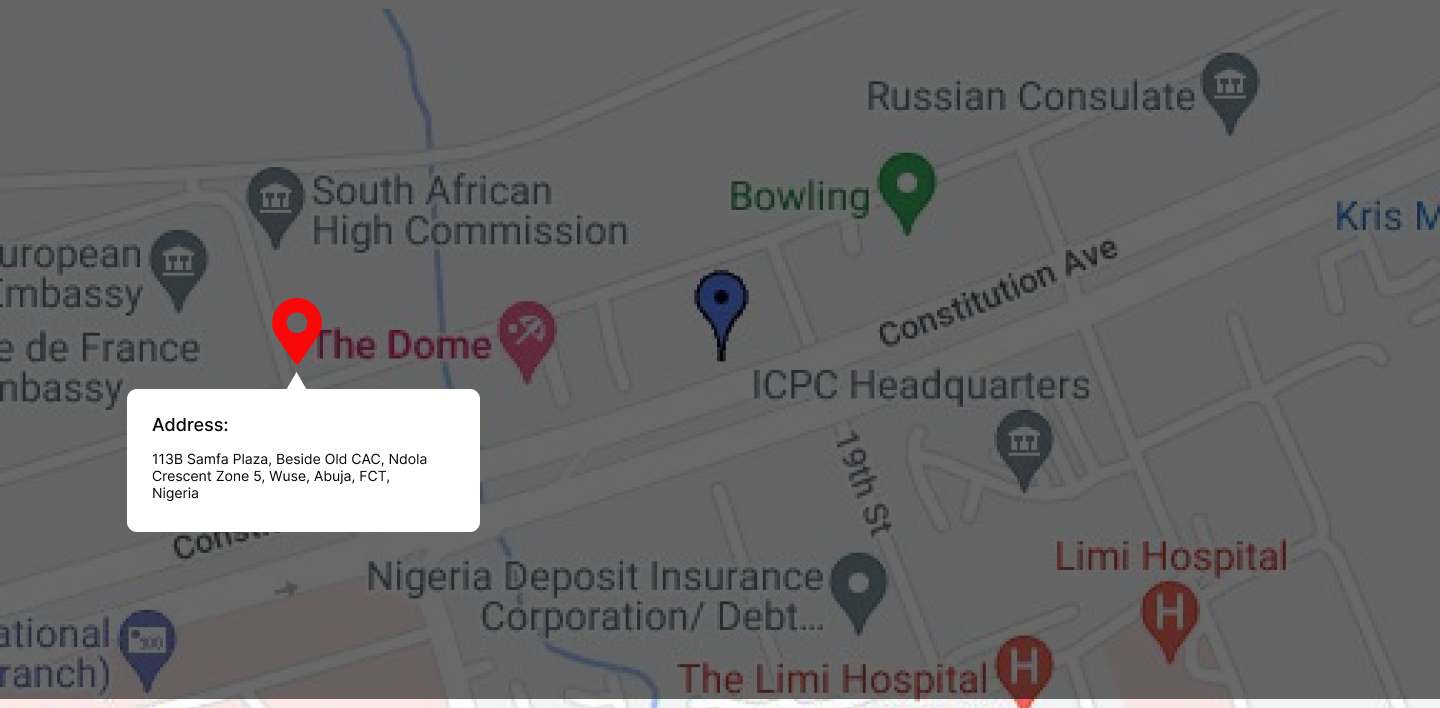 Russian Consulate
South African
High Commission
Bowling
Kris M
uropean
Embassy
Constitution Ave
The Dome
e de France
mbassy
ICPC Headquarters
Address:
113B Samfa Plaza, Beside Old CAC, Ndola
Crescent Zone 5, Wuse, Abuja, FCT,
Nigeria
19th St
Consti
Limi Hospital
Nigeria Deposit Insurance
Corporation/ Debt...
ational
ranch)
The Limi Hospital
H
H